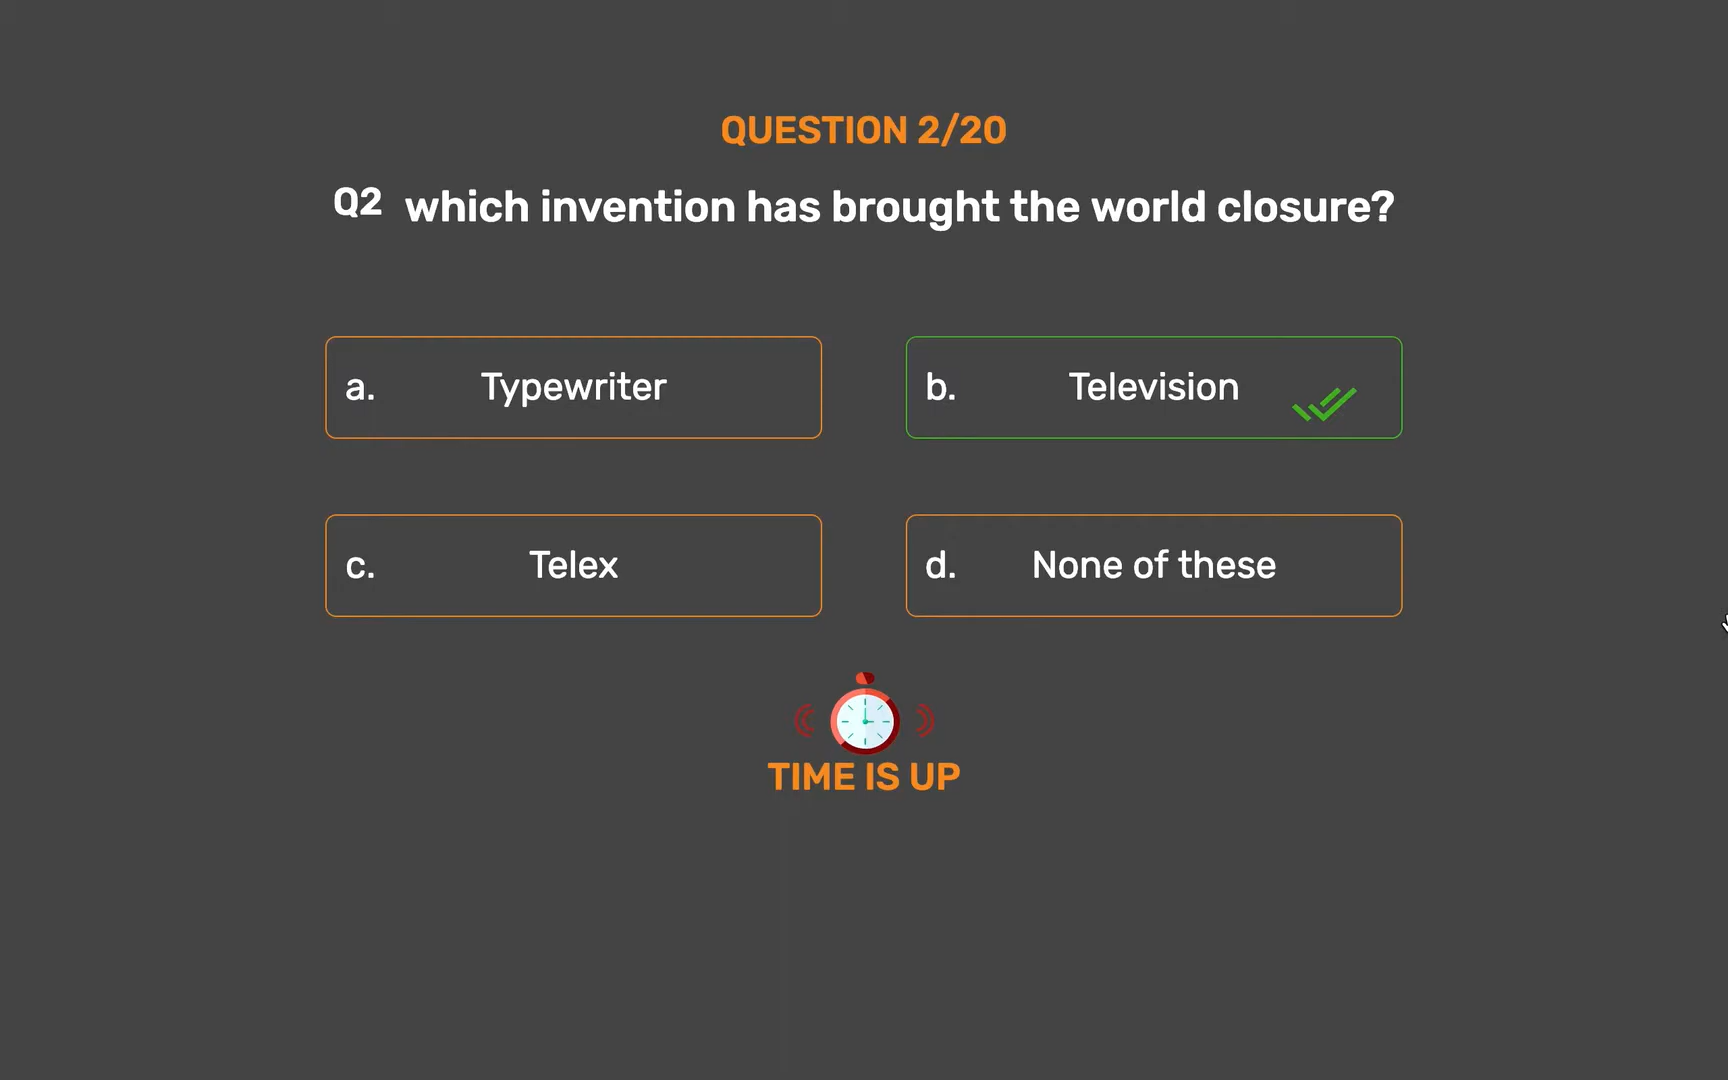 QUESTION 2/20
Q2 which invention has brought the world closure?
a. Typewriter
b. Television
c. Telex
d. None of these
TIME IS UP